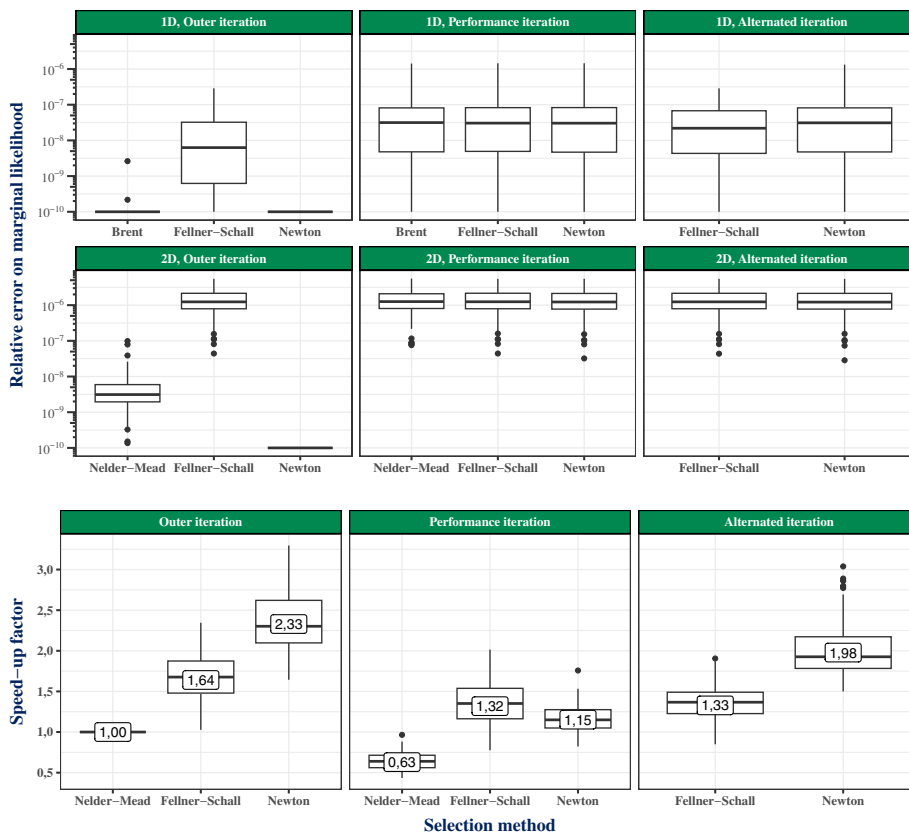 1D, Outer iteration
1D, Performance iteration
1D, Alternated iteration
Relative error on marginal likelihood
10⁻⁶
10⁻⁷
10⁻⁸
10⁻⁹
10⁻¹⁰
Brent
Fellner−Schall
Newton
Brent
Fellner−Schall
Newton
Fellner−Schall
Newton
2D, Outer iteration
2D, Performance iteration
2D, Alternated iteration
10⁻⁶
10⁻⁷
10⁻⁸
10⁻⁹
10⁻¹⁰
Nelder−Mead
Fellner−Schall
Newton
Nelder−Mead
Fellner−Schall
Newton
Fellner−Schall
Newton
Outer iteration
Performance iteration
Alternated iteration
Speed−up factor
3,0
2,5
2,0
1,5
1,0
0,5
1,00
1,64
2,33
0,63
1,32
1,15
1,33
1,98
Nelder−Mead
Fellner−Schall
Newton
Nelder−Mead
Fellner−Schall
Newton
Fellner−Schall
Newton
Selection method